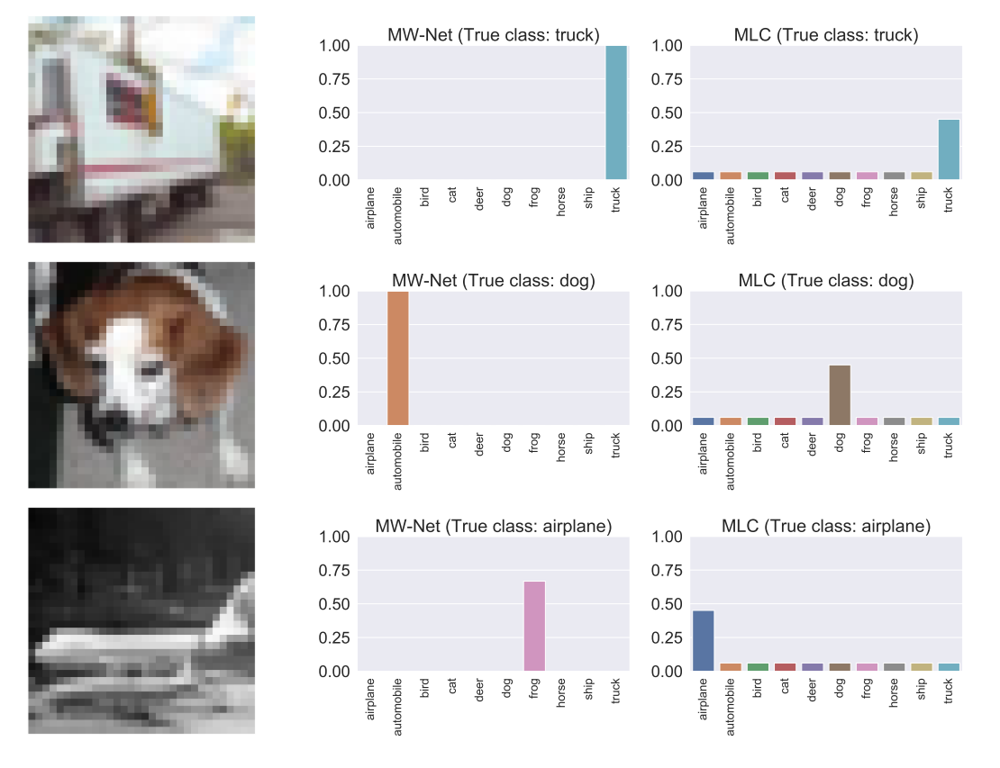 MW-Net (True class: truck)
1.00
0.75
0.50
0.25
0.00
airplane
automobile
bird
cat
deer
dog
frog
horse
ship
truck
MLC (True class: truck)
1.00
0.75
0.50
0.25
0.00
airplane
automobile
bird
cat
deer
dog
frog
horse
ship
truck
MW-Net (True class: dog)
1.00
0.75
0.50
0.25
0.00
airplane
automobile
bird
cat
deer
dog
frog
horse
ship
truck
MLC (True class: dog)
1.00
0.75
0.50
0.25
0.00
airplane
automobile
bird
cat
deer
dog
frog
horse
ship
truck
MW-Net (True class: airplane)
1.00
0.75
0.50
0.25
0.00
airplane
automobile
bird
cat
deer
dog
frog
horse
ship
truck
MLC (True class: airplane)
1.00
0.75
0.50
0.25
0.00
airplane
automobile
bird
cat
deer
dog
frog
horse
ship
truck